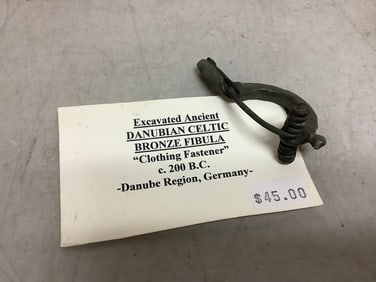 Excavated Ancient
DANUBIAN CELTIC
BRONZE FIBULA
“Clothing Fastener”
c. 200 B.C.
-Danube Region, Germany-
$45.00